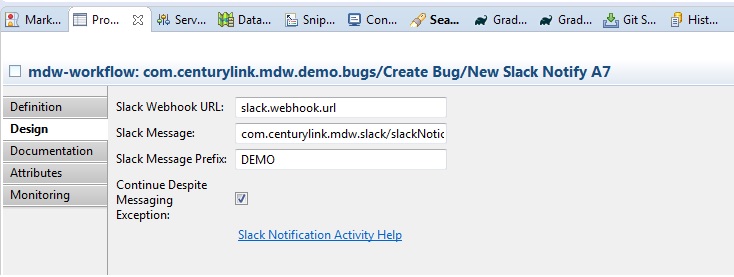 Mark... Pro... Serv... Data... Snip... Con... Sea... Grad... Grad... Git S... Hist...
mdw-workflow: com.centurylink.mdw.demo.bugs/Create Bug/New Slack Notify A7
Definition
Design
Documentation
Attributes
Monitoring
Slack Webhook URL: slack.webhook.url
Slack Message: com.centurylink.mdw.slack/slackNotic
Slack Message Prefix: DEMO
Continue Despite
Messaging
Exception:
Slack Notification Activity Help